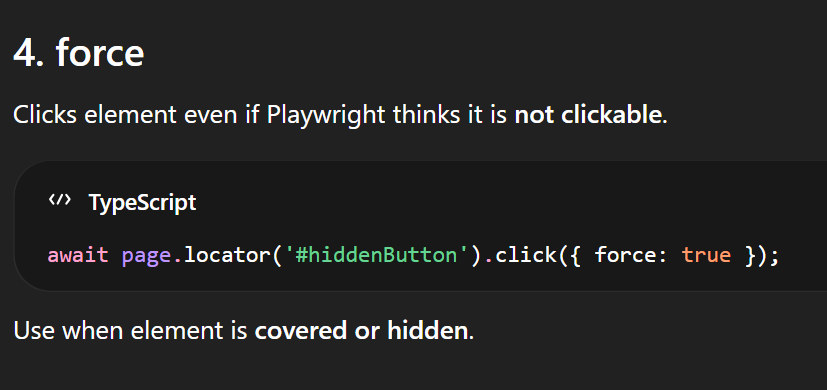 4. force
Clicks element even if Playwright thinks it is not clickable.
</> TypeScript
await page.locator('#hiddenButton').click({ force: true });
Use when element is covered or hidden.